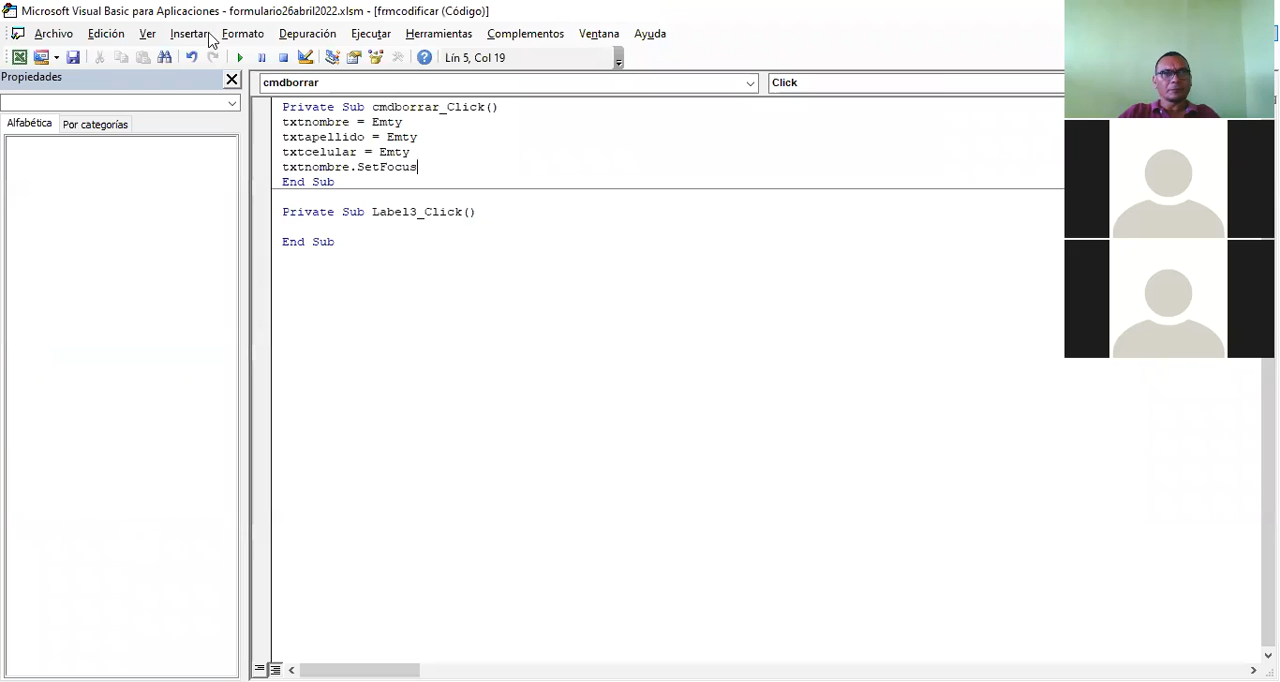 Microsoft Visual Basic para Aplicaciones - formulario26abril2022.xlsm - [frmcodificar (Código)]
Archivo Edición Ver Insertar Formato Depuración Ejecutar Herramientas Complementos Ventana Ayuda
Lín 5, Col 19
Propiedades
cmdborrar Click
Alfabética Por categorías
Private Sub cmdborrar_Click()
txtnombre = Emty
txtapellido = Emty
txtcelular = Emty
txtnombre.SetFocus
End Sub
Private Sub Label3_Click()
End Sub